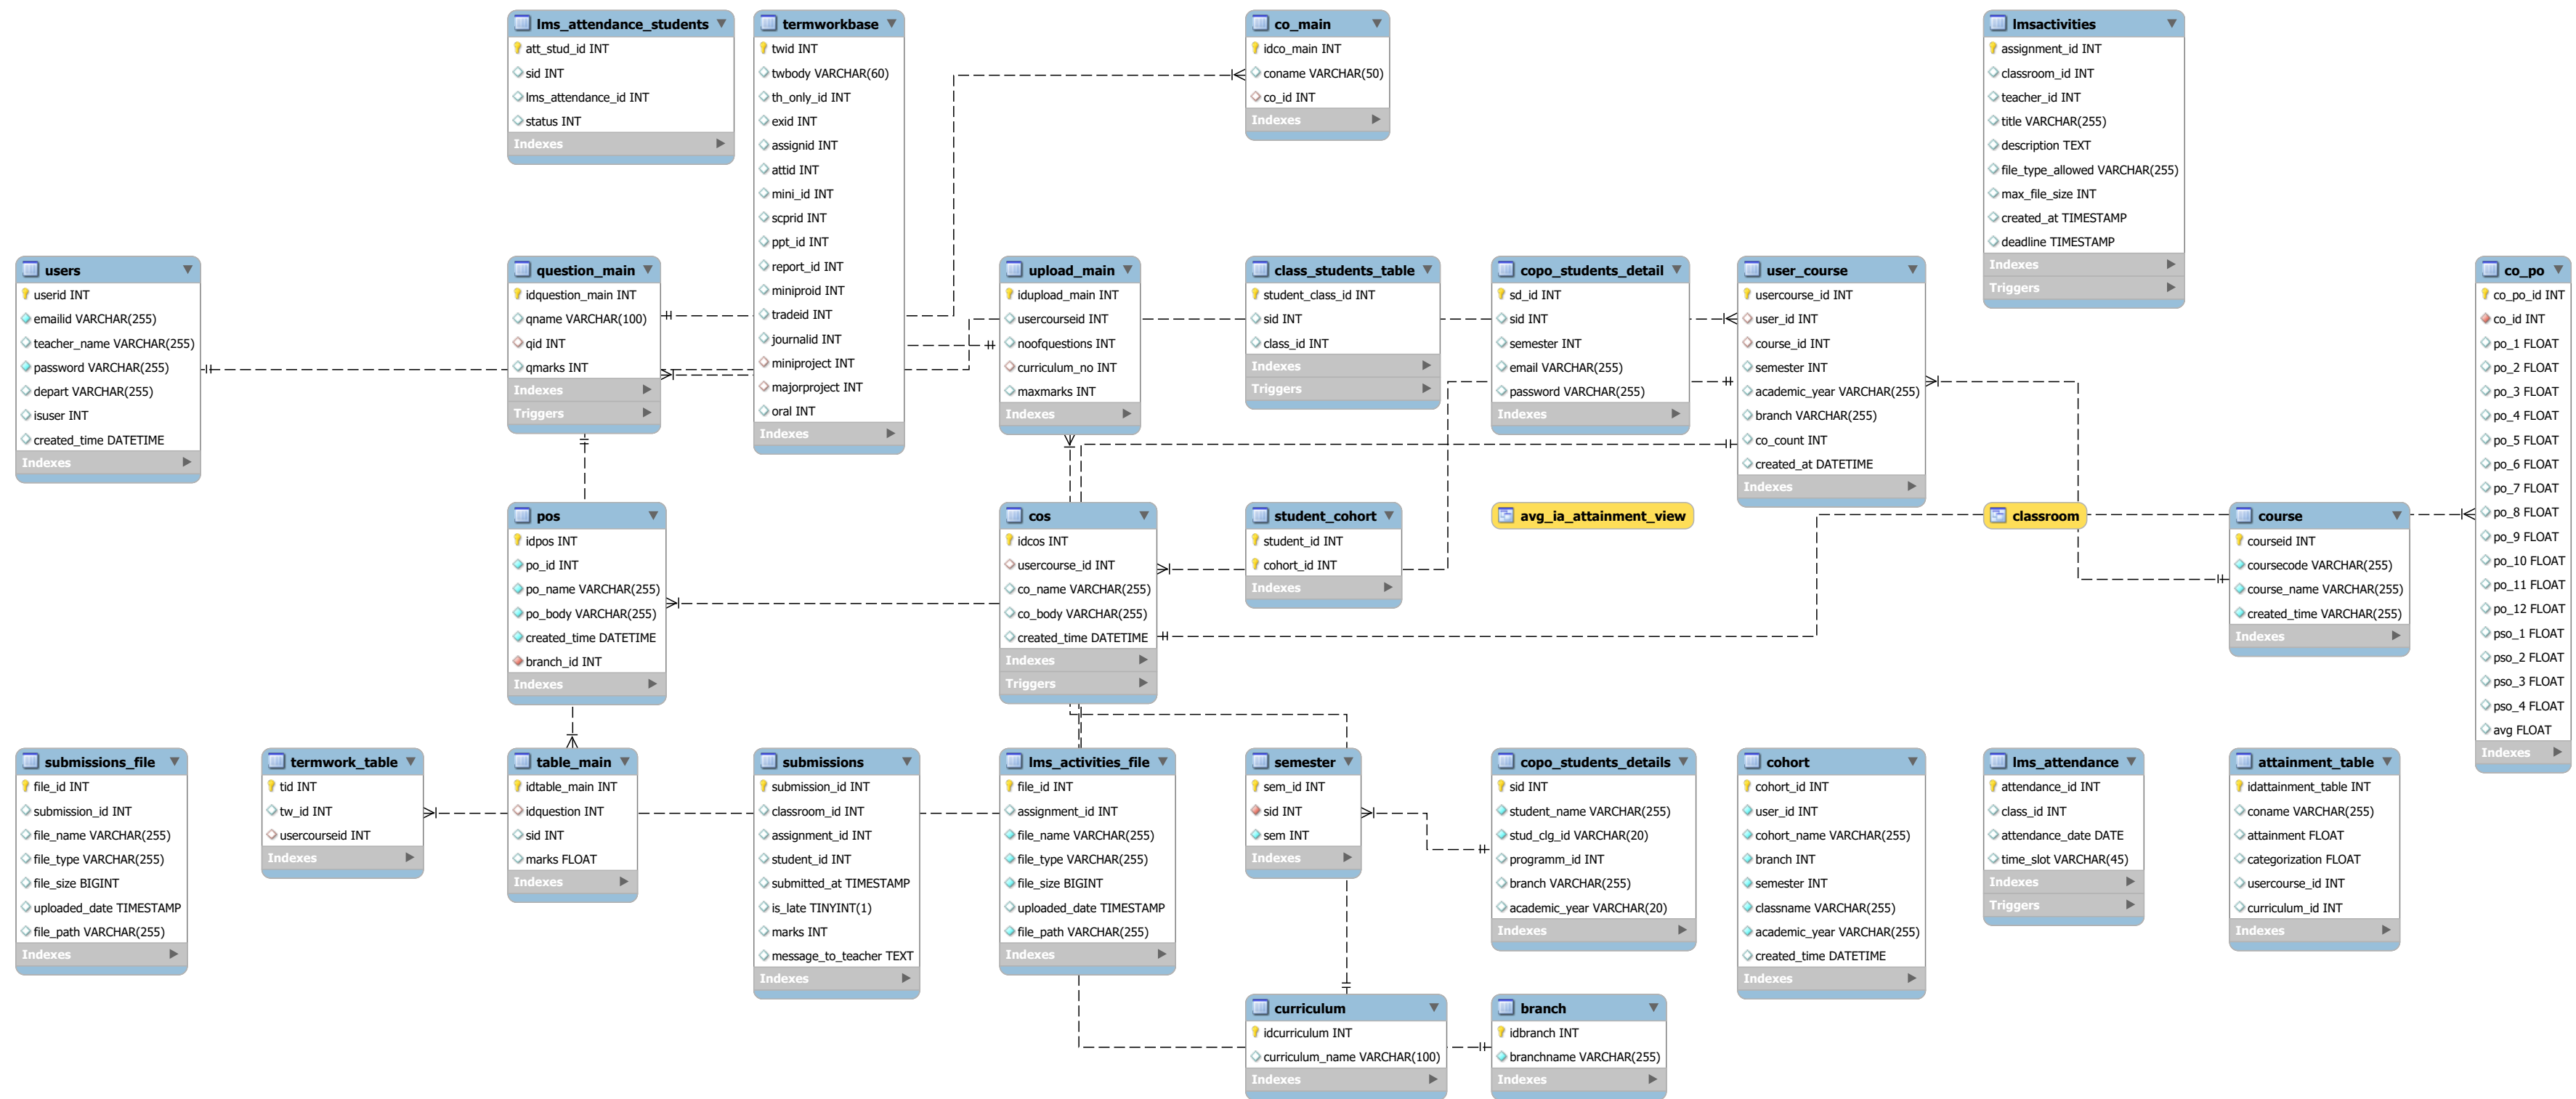 lms_attendance_students
att_stud_id INT
sid INT
lms_attendance_id INT
status INT
Indexes
termworkbase
twid INT
twbody VARCHAR(60)
th_only_id INT
exid INT
assignid INT
attid INT
mini_id INT
scprid INT
ppt_id INT
report_id INT
miniproid INT
tradeid INT
journalid INT
miniproject INT
majorproject INT
oral INT
Indexes
co_main
idco_main INT
coname VARCHAR(50)
co_id INT
Indexes
lmsactivities
assignment_id INT
classroom_id INT
teacher_id INT
title VARCHAR(255)
description TEXT
file_type_allowed VARCHAR(255)
max_file_size INT
created_at TIMESTAMP
deadline TIMESTAMP
Indexes
Triggers
users
userid INT
emailid VARCHAR(255)
teacher_name VARCHAR(255)
password VARCHAR(255)
depart VARCHAR(255)
isuser INT
created_time DATETIME
Indexes
question_main
idquestion_main INT
qname VARCHAR(100)
qid INT
qmarks INT
Indexes
Triggers
upload_main
idupload_main INT
usercourseid INT
noofquestions INT
curriculum_no INT
maxmarks INT
Indexes
class_students_table
student_class_id INT
sid INT
class_id INT
Indexes
Triggers
copo_students_detail
sd_id INT
sid INT
semester INT
email VARCHAR(255)
password VARCHAR(255)
Indexes
user_course
usercourse_id INT
user_id INT
course_id INT
semester INT
academic_year VARCHAR(255)
branch VARCHAR(255)
co_count INT
created_at DATETIME
Indexes
co_po
co_po_id INT
co_id INT
po_1 FLOAT
po_2 FLOAT
po_3 FLOAT
po_4 FLOAT
po_5 FLOAT
po_6 FLOAT
po_7 FLOAT
po_8 FLOAT
po_9 FLOAT
po_10 FLOAT
po_11 FLOAT
po_12 FLOAT
pso_1 FLOAT
pso_2 FLOAT
pso_3 FLOAT
pso_4 FLOAT
avg FLOAT
Indexes
pos
idpos INT
po_id INT
po_name VARCHAR(255)
po_body VARCHAR(255)
created_time DATETIME
branch_id INT
Indexes
cos
idcos INT
usercourse_id INT
co_name VARCHAR(255)
co_body VARCHAR(255)
created_time DATETIME
Indexes
Triggers
student_cohort
student_id INT
cohort_id INT
Indexes
avg_ia_attainment_view
classroom
course
courseid INT
coursecode VARCHAR(255)
course_name VARCHAR(255)
created_time VARCHAR(255)
Indexes
submissions_file
file_id INT
submission_id INT
file_name VARCHAR(255)
file_type VARCHAR(255)
file_size BIGINT
uploaded_date TIMESTAMP
file_path VARCHAR(255)
Indexes
termwork_table
tid INT
tw_id INT
usercourseid INT
Indexes
table_main
idtable_main INT
idquestion INT
sid INT
marks FLOAT
Indexes
submissions
submission_id INT
classroom_id INT
assignment_id INT
student_id INT
submitted_at TIMESTAMP
is_late TINYINT(1)
marks INT
message_to_teacher TEXT
Indexes
lms_activities_file
file_id INT
assignment_id INT
file_name VARCHAR(255)
file_type VARCHAR(255)
file_size BIGINT
uploaded_date TIMESTAMP
file_path VARCHAR(255)
Indexes
semester
sem_id INT
sid INT
sem INT
Indexes
copo_students_details
sid INT
student_name VARCHAR(255)
stud_clg_id VARCHAR(20)
programm_id INT
branch VARCHAR(255)
academic_year VARCHAR(20)
Indexes
cohort
cohort_id INT
user_id INT
cohort_name VARCHAR(255)
branch INT
semester INT
classname VARCHAR(255)
academic_year VARCHAR(255)
created_time DATETIME
Indexes
lms_attendance
attendance_id INT
class_id INT
attendance_date DATE
time_slot VARCHAR(45)
Indexes
Triggers
attainment_table
idattainment_table INT
coname VARCHAR(255)
attainment FLOAT
categorization FLOAT
usercourse_id INT
curriculum_id INT
Indexes
curriculum
idcurriculum INT
curriculum_name VARCHAR(100)
Indexes
branch
idbranch INT
branchname VARCHAR(255)
Indexes